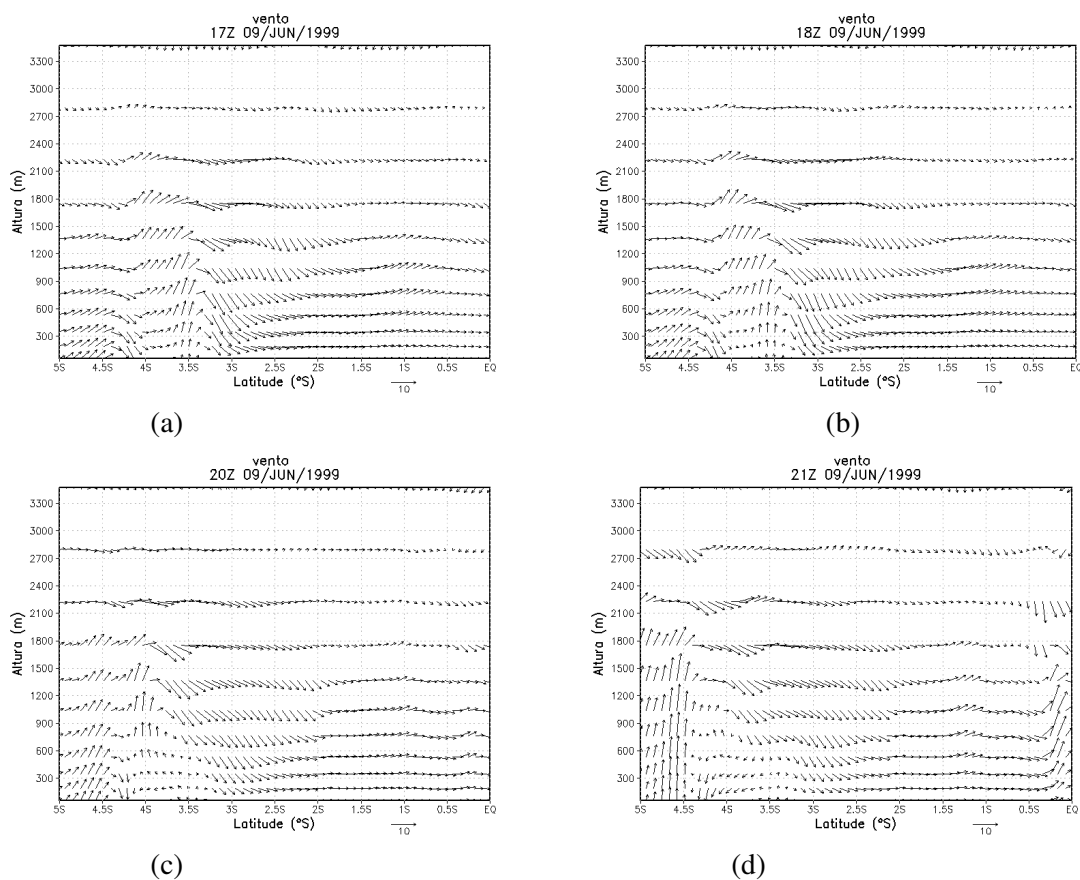 vento
17Z 09/JUN/1999
Altura (m)
3300
3000
2700
2400
2100
1800
1500
1200
900
600
300
5S 4.5S 4S 3.5S 3S 2.5S 2S 1.5S 1S 0.5S EQ
Latitude (ºS)
10
(a)
vento
18Z 09/JUN/1999
Altura (m)
3300
3000
2700
2400
2100
1800
1500
1200
900
600
300
5S 4.5S 4S 3.5S 3S 2.5S 2S 1.5S 1S 0.5S EQ
Latitude (ºS)
10
(b)
vento
20Z 09/JUN/1999
Altura (m)
3300
3000
2700
2400
2100
1800
1500
1200
900
600
300
5S 4.5S 4S 3.5S 3S 2.5S 2S 1.5S 1S 0.5S EQ
Latitude (ºS)
10
(c)
vento
21Z 09/JUN/1999
Altura (m)
3300
3000
2700
2400
2100
1800
1500
1200
900
600
300
5S 4.5S 4S 3.5S 3S 2.5S 2S 1.5S 1S 0.5S EQ
Latitude (ºS)
10
(d)